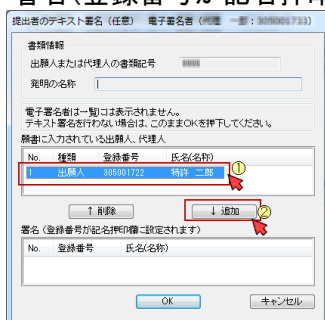 提出者のテキスト署名（任意） 電子署名者（ 一郎：305001733）
書類情報
出願人または代理人の書類記号
発明の名称
電子署名者は一覧には表示されません。
テキスト署名を行わない場合は、このままOKを押下してください。
願書に入力されている出願人、代理人
No. 種類 登録番号 氏名(名称)
1 出願人 305001722 特許 二郎
①
↑ 削除 ↓ 追加 ②
署名（登録番号が記名押印欄に設定されます）
No. 登録番号 氏名(名称)
OK キャンセル